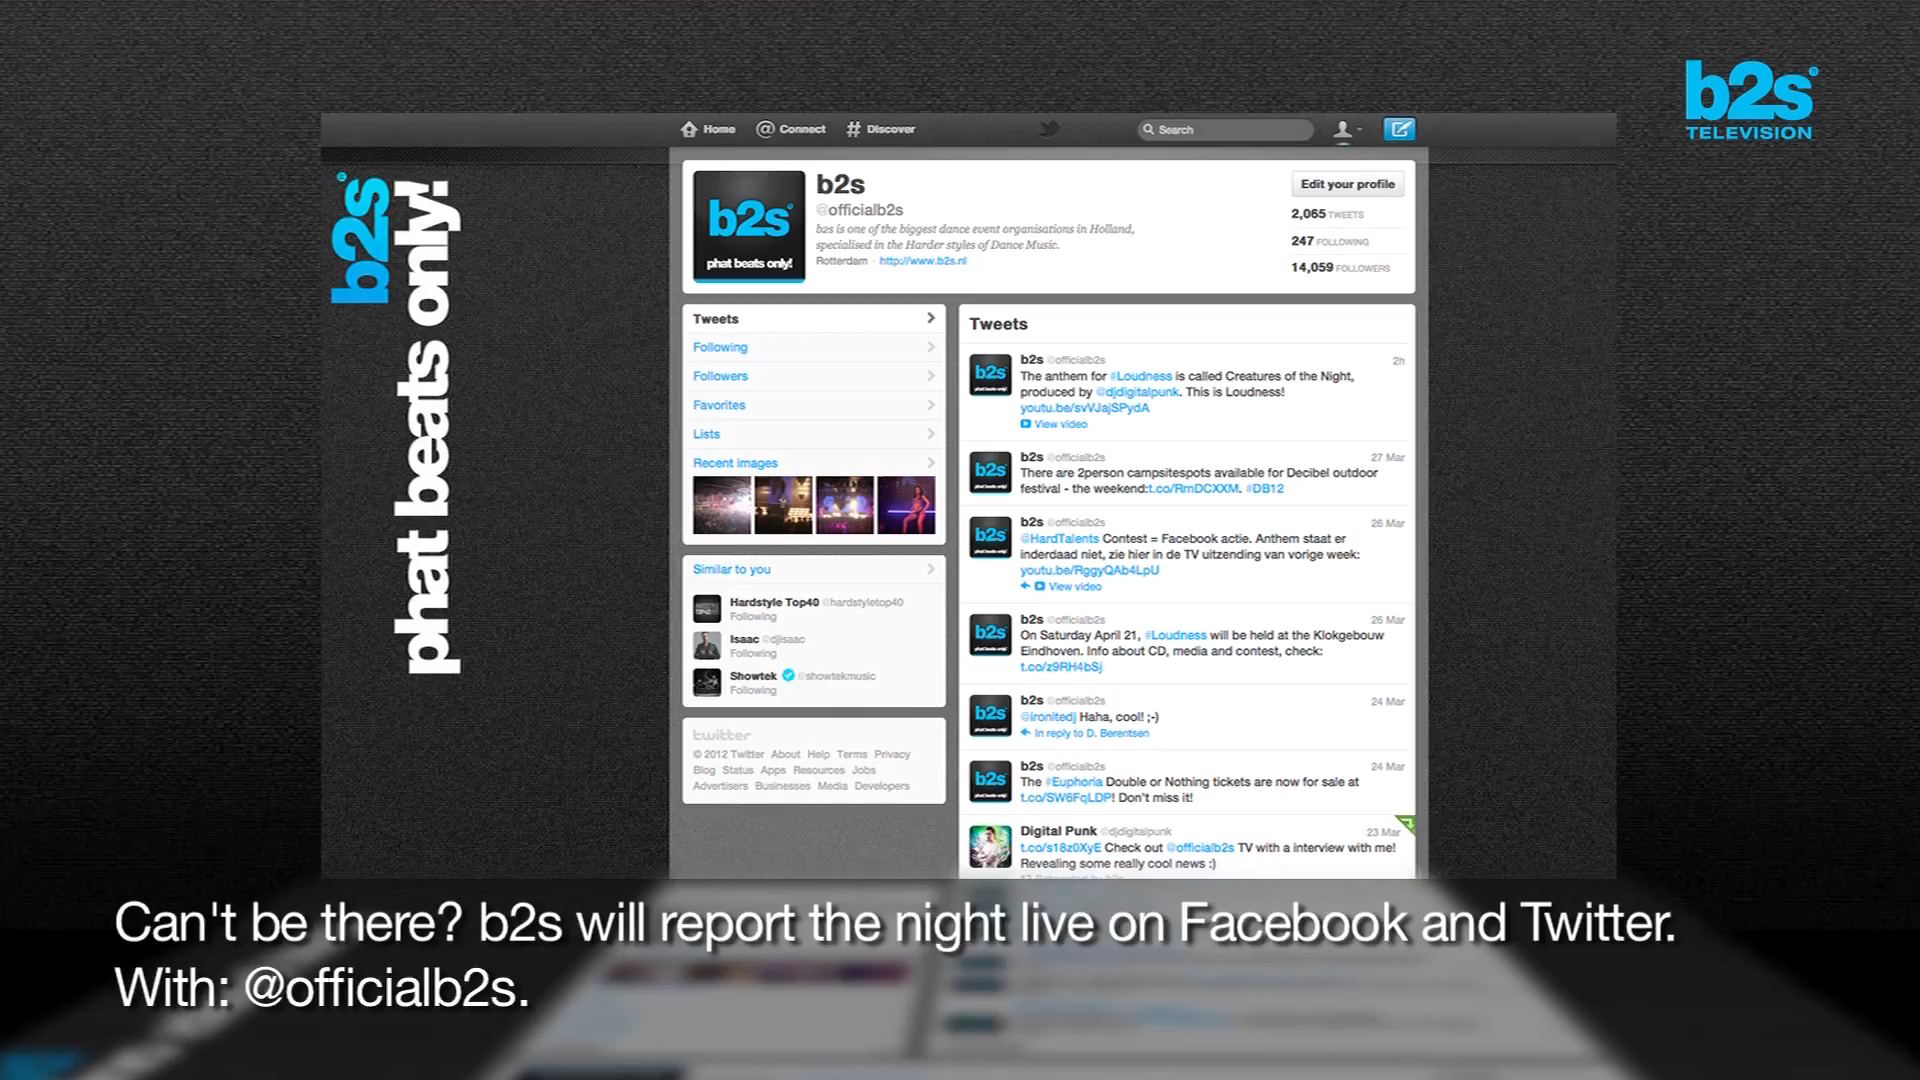 b2s
TELEVISION
Home
Connect
Discover
Search
b2s
phat beats only!
b2s
phat beats only!
b2s
@officialb2s
b2s is one of the biggest dance event organisations in Holland,
specialised in the Harder styles of Dance Music.
Rotterdam · http://www.b2s.nl
Edit your profile
2,065 TWEETS
247 FOLLOWING
14,059 FOLLOWERS
Tweets
Following
Followers
Favorites
Lists
Recent images
Similar to you
Hardstyle Top40 @hardstyletop40
Following
Isaac @djisaac
Following
Showtek @showtekmusic
Following
twitter
© 2012 Twitter About Help Terms Privacy
Blog Status Apps Resources Jobs
Advertisers Businesses Media Developers
Tweets
b2s @officialb2s 2h
The anthem for #Loudness is called Creatures of the Night,
produced by @djdigitalpunk. This is Loudness!
youtu.be/svVJajSPydA
View video
b2s @officialb2s 27 Mar
There are 2person campsitespots available for Decibel outdoor
festival - the weekend:t.co/RrnDCXXM. #DB12
b2s @officialb2s 26 Mar
@HardTalents Contest = Facebook actie. Anthem staat er
inderdaad niet, zie hier in de TV uitzending van vorige week:
youtu.be/RggyQAb4LpU
View video
b2s @officialb2s 26 Mar
On Saturday April 21, #Loudness will be held at the Klokgebouw
Eindhoven. Info about CD, media and contest, check:
t.co/z9RH4bSj
b2s @officialb2s 24 Mar
@ironitedj Haha, cool! ;-)
In reply to D. Berentsen
b2s @officialb2s 24 Mar
The #Euphoria Double or Nothing tickets are now for sale at
t.co/SW6FqLDP! Don't miss it!
Digital Punk @djdigitalpunk 23 Mar
t.co/s18z0XyE Check out @officialb2s TV with a interview with me!
Revealing some really cool news :)
Can't be there? b2s will report the night live on Facebook and Twitter.
With: @officialb2s.